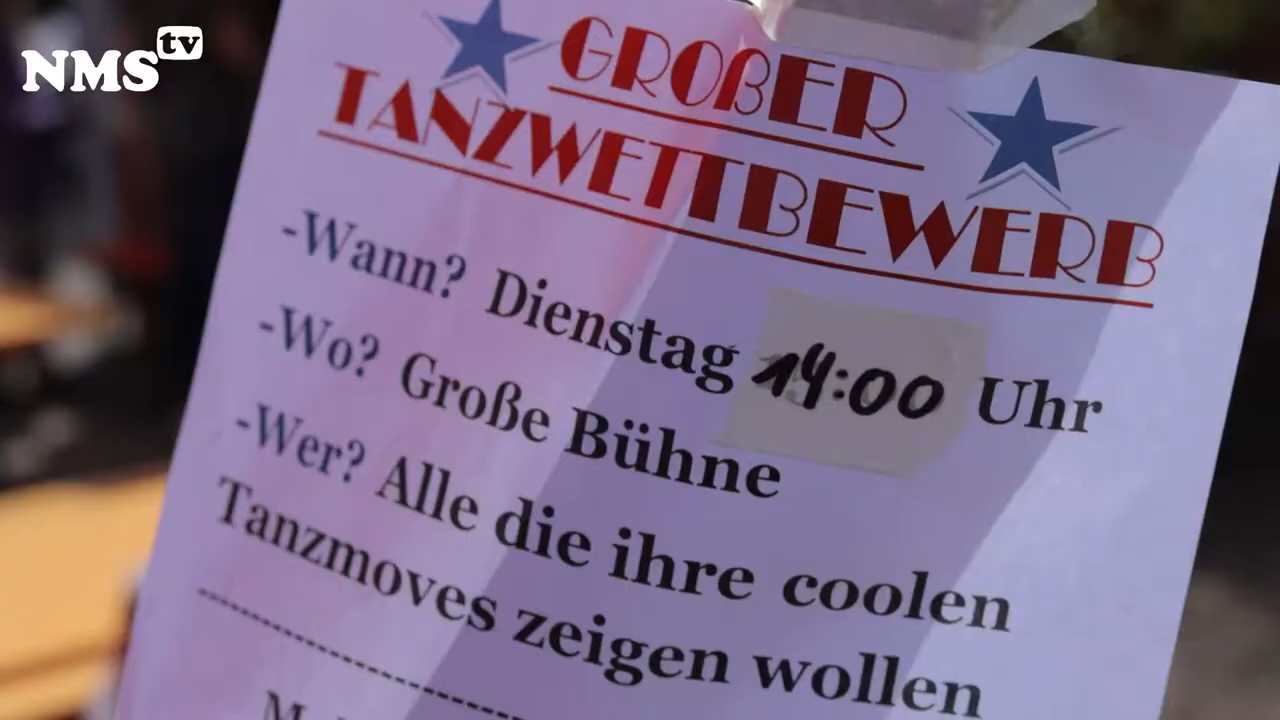 NMS tv
GROßER
TANZWETTBEWERB
-Wann? Dienstag 14:00 Uhr
-Wo? Große Bühne
-Wer? Alle die ihre coolen
Tanzmoves zeigen wollen